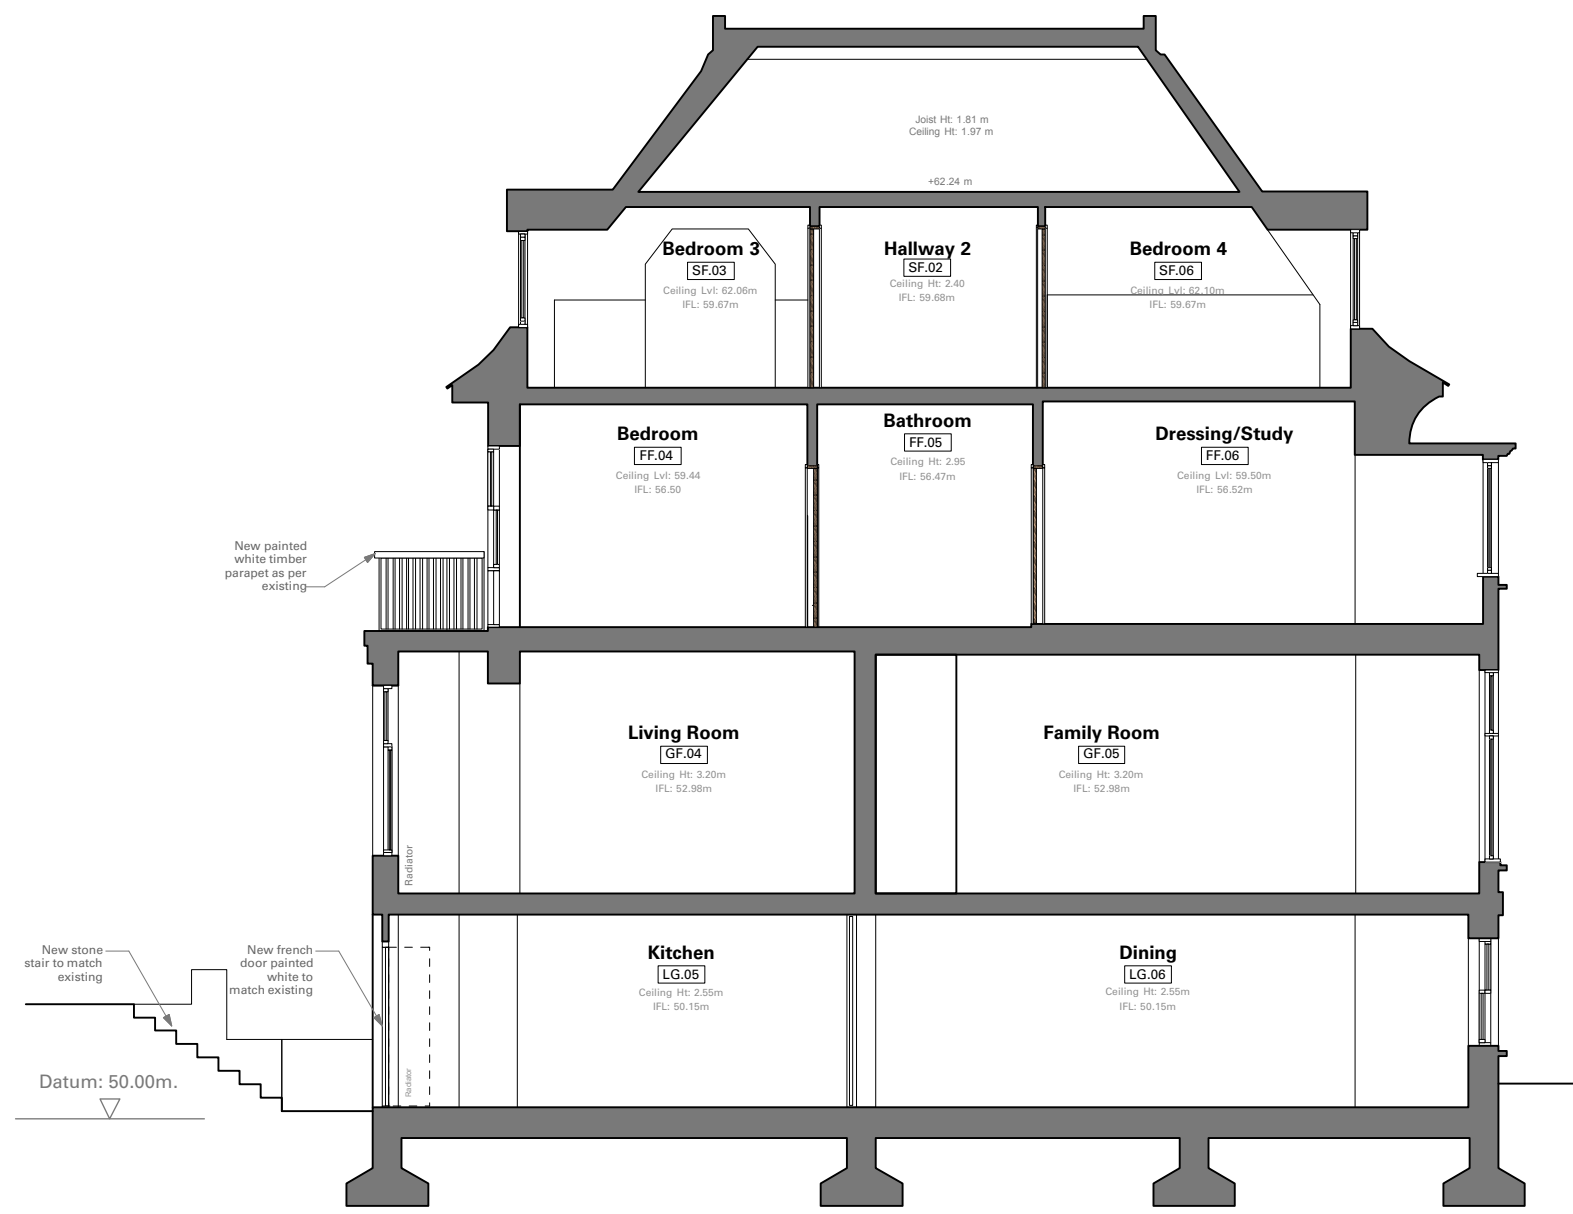 Joist Ht: 1.81 m
Ceiling Ht: 1.97 m
+62.24 m
Bedroom 3
SF.03
Ceiling Lvl: 62.06m
IFL: 59.67m
Hallway 2
SF.02
Ceiling Ht: 2.40
IFL: 59.68m
Bedroom 4
SF.06
Ceiling Lvl: 62.10m
IFL: 59.67m
Bedroom
FF.04
Ceiling Lvl: 59.44
IFL: 56.50
Bathroom
FF.05
Ceiling Ht: 2.95
IFL: 56.47m
Dressing/Study
FF.06
Ceiling Lvl: 59.50m
IFL: 56.52m
New painted
white timber
parapet as per
existing
Living Room
GF.04
Ceiling Ht: 3.20m
IFL: 52.98m
Family Room
GF.05
Ceiling Ht: 3.20m
IFL: 52.98m
Radiator
New stone
stair to match
existing
New french
door painted
white to
match existing
Kitchen
LG.05
Ceiling Ht: 2.55m
IFL: 50.15m
Dining
LG.06
Ceiling Ht: 2.55m
IFL: 50.15m
Radiator
Datum: 50.00m.